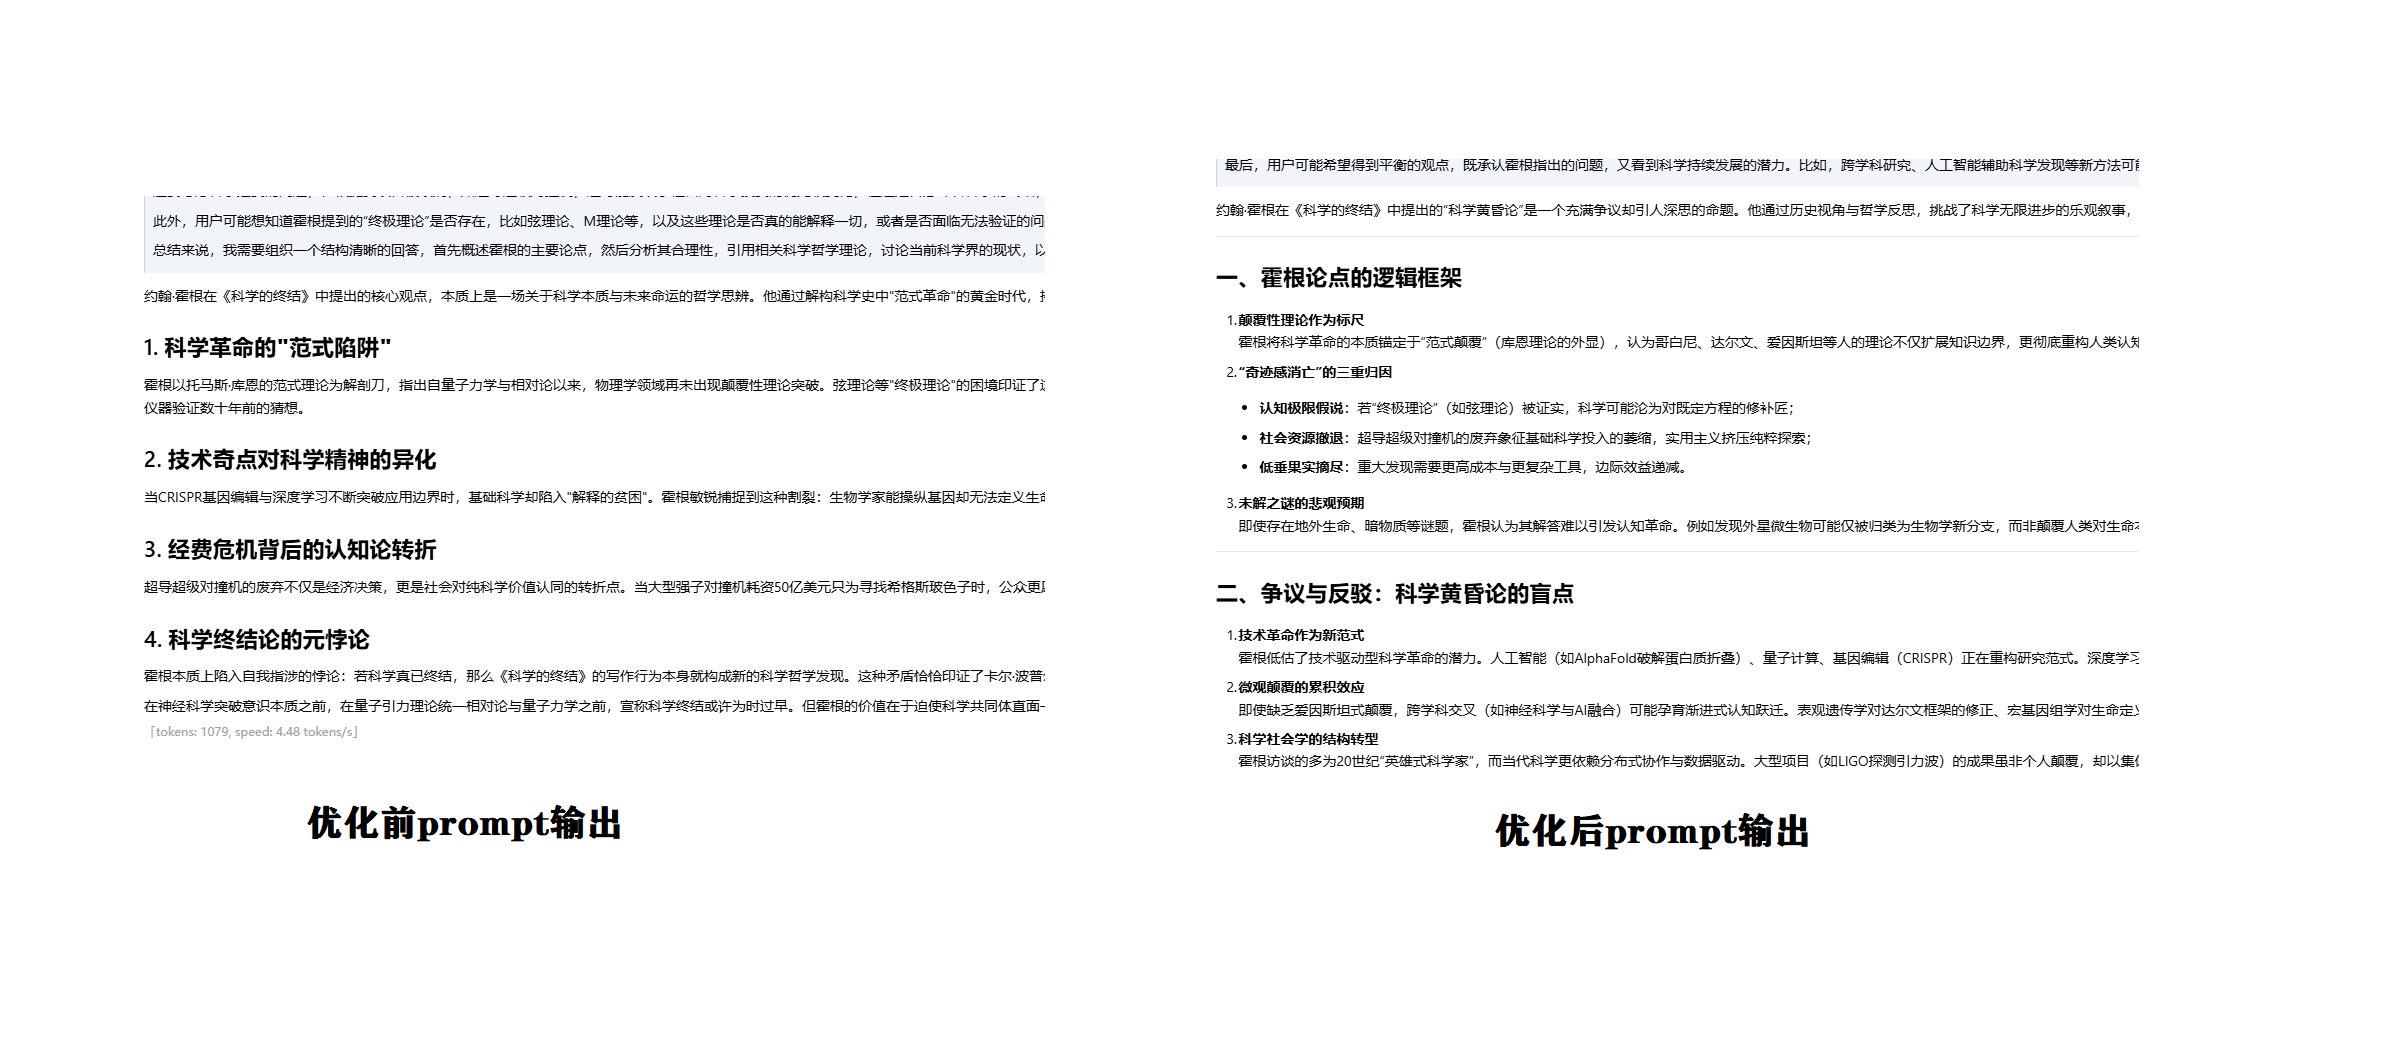 此外，用户可能想知道霍根提到的“终极理论”是否存在，比如弦理论、M理论等，以及这些理论是否真的能解释一切，或者是否面临无法验证的问
总结来说，我需要组织一个结构清晰的回答，首先概述霍根的主要论点，然后分析其合理性，引用相关科学哲学理论，讨论当前科学界的现状，以
约翰·霍根在《科学的终结》中提出的核心观点，本质上是一场关于科学本质与未来命运的哲学思辨。他通过解构科学史中"范式革命"的黄金时代，
1. 科学革命的"范式陷阱"
霍根以托马斯·库恩的范式理论为解剖刀，指出自量子力学与相对论以来，物理学领域再未出现颠覆性理论突破。弦理论等"终极理论"的困境印证了这
仪器验证数十年前的猜想。
2. 技术奇点对科学精神的异化
当CRISPR基因编辑与深度学习不断突破应用边界时，基础科学却陷入"解释的贫困"。霍根敏锐捕捉到这种割裂：生物学家能操纵基因却无法定义生命
3. 经费危机背后的认知论转折
超导超级对撞机的废弃不仅是经济决策，更是社会对纯科学价值认同的转折点。当大型强子对撞机耗资50亿美元只为寻找希格斯玻色子时，公众更
4. 科学终结论的元悖论
霍根本质上陷入自我指涉的悖论：若科学真已终结，那么《科学的终结》的写作行为本身就构成新的科学哲学发现。这种矛盾恰恰印证了卡尔·波普
在神经科学突破意识本质之前，在量子引力理论统一相对论与量子力学之前，宣称科学终结或许为时过早。但霍根的价值在于迫使科学共同体直面一
「tokens: 1079, speed: 4.48 tokens/s」
优化前prompt输出
最后，用户可能希望得到平衡的观点，既承认霍根指出的问题，又看到科学持续发展的潜力。比如，跨学科研究、人工智能辅助科学发现等新方法可能
约翰·霍根在《科学的终结》中提出的“科学黄昏论”是一个充满争议却引人深思的命题。他通过历史视角与哲学反思，挑战了科学无限进步的乐观叙事，
一、霍根论点的逻辑框架
1. 颠覆性理论作为标尺
霍根将科学革命的本质锚定于“范式颠覆”（库恩理论的外显），认为哥白尼、达尔文、爱因斯坦等人的理论不仅扩展知识边界，更彻底重构人类认知
2. “奇迹感消亡”的三重归因
• 认知极限假说：若“终极理论”（如弦理论）被证实，科学可能沦为对既定方程的修补匠；
• 社会资源撤退：超导超级对撞机的废弃象征基础科学投入的萎缩，实用主义挤压纯粹探索；
• 低垂果实摘尽：重大发现需要更高成本与更复杂工具，边际效益递减。
3. 未解之谜的悲观预期
即使存在地外生命、暗物质等谜题，霍根认为其解答难以引发认知革命。例如发现外星微生物可能仅被归类为生物学新分支，而非颠覆人类对生命本
二、争议与反驳：科学黄昏论的盲点
1. 技术革命作为新范式
霍根低估了技术驱动型科学革命的潜力。人工智能（如AlphaFold破解蛋白质折叠）、量子计算、基因编辑（CRISPR）正在重构研究范式。深度学习
2. 微观颠覆的累积效应
即使缺乏爱因斯坦式颠覆，跨学科交叉（如神经科学与AI融合）可能孕育渐进式认知跃迁。表观遗传学对达尔文框架的修正、宏基因组学对生命定义
3. 科学社会学的结构转型
霍根访谈的多为20世纪“英雄式科学家”，而当代科学更依赖分布式协作与数据驱动。大型项目（如LIGO探测引力波）的成果虽非个人颠覆，却以集体
优化后prompt输出